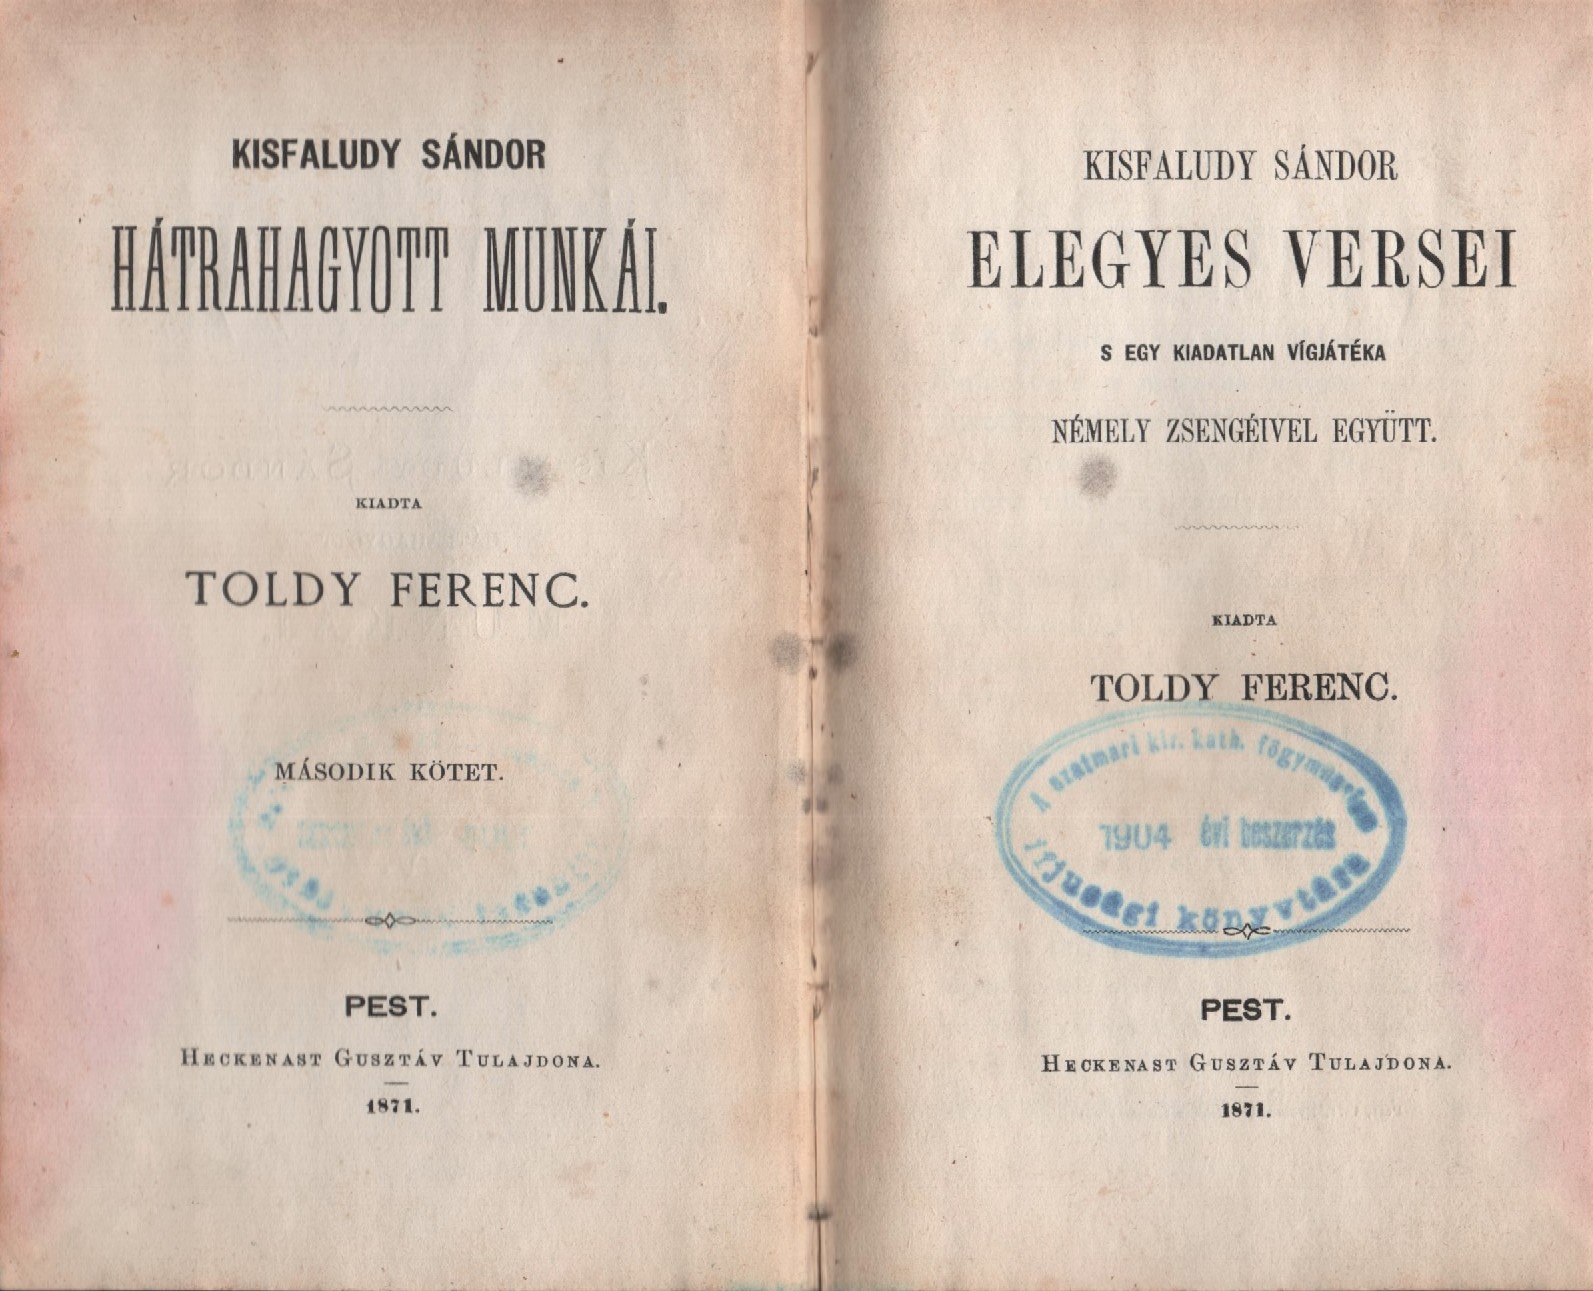 KISFALUDY SÁNDOR
HÁTRAHAGYOTT MUNKÁI.
KIADTA
TOLDY FERENC.
MÁSODIK KÖTET.
PEST.
HECKENAST GUSZTÁV TULAJDONA.
1871.
KISFALUDY SÁNDOR
ELEGYES VERSEI
S EGY KIADATLAN VÍGJÁTÉKA
NÉMELY ZSENGÉIVEL EGYÜTT.
KIADTA
TOLDY FERENC.
A szatmári kir. kath. főgymnázium
1904 évi beszerzés
ifjusági könyvtára
PEST.
HECKENAST GUSZTÁV TULAJDONA.
1871.